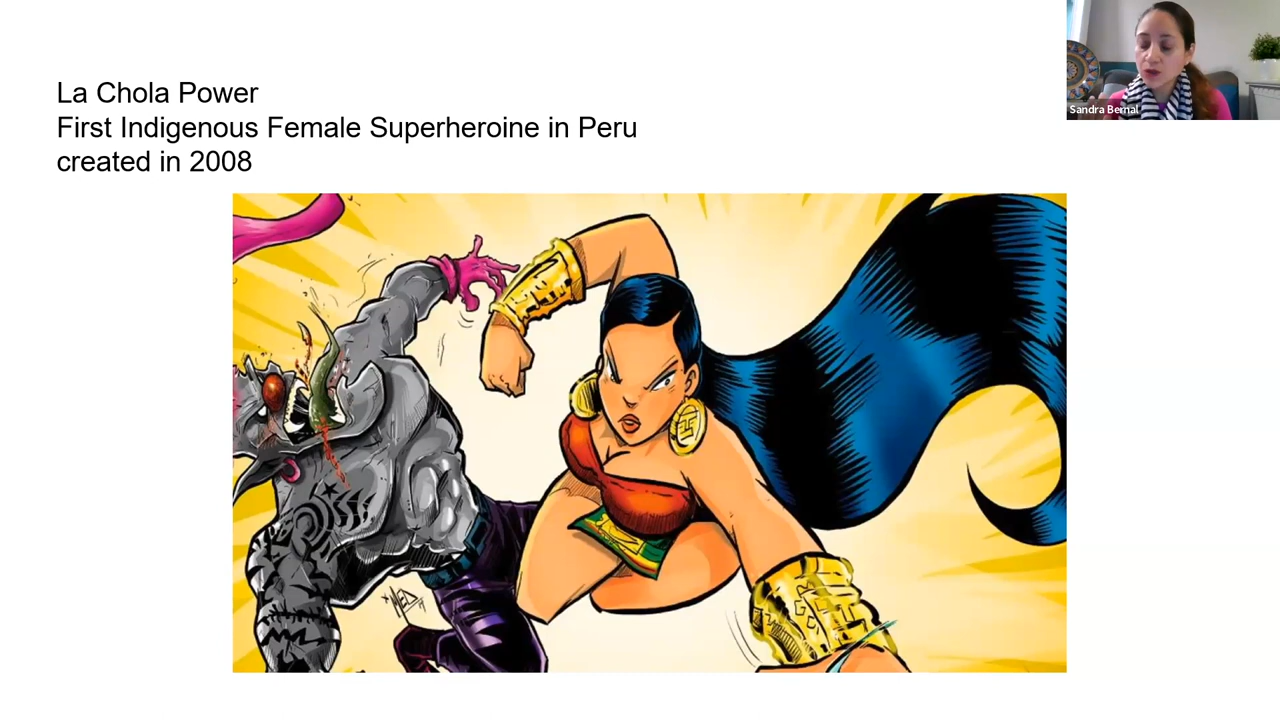 La Chola Power
First Indigenous Female Superheroine in Peru
created in 2008
Sandra Bernal